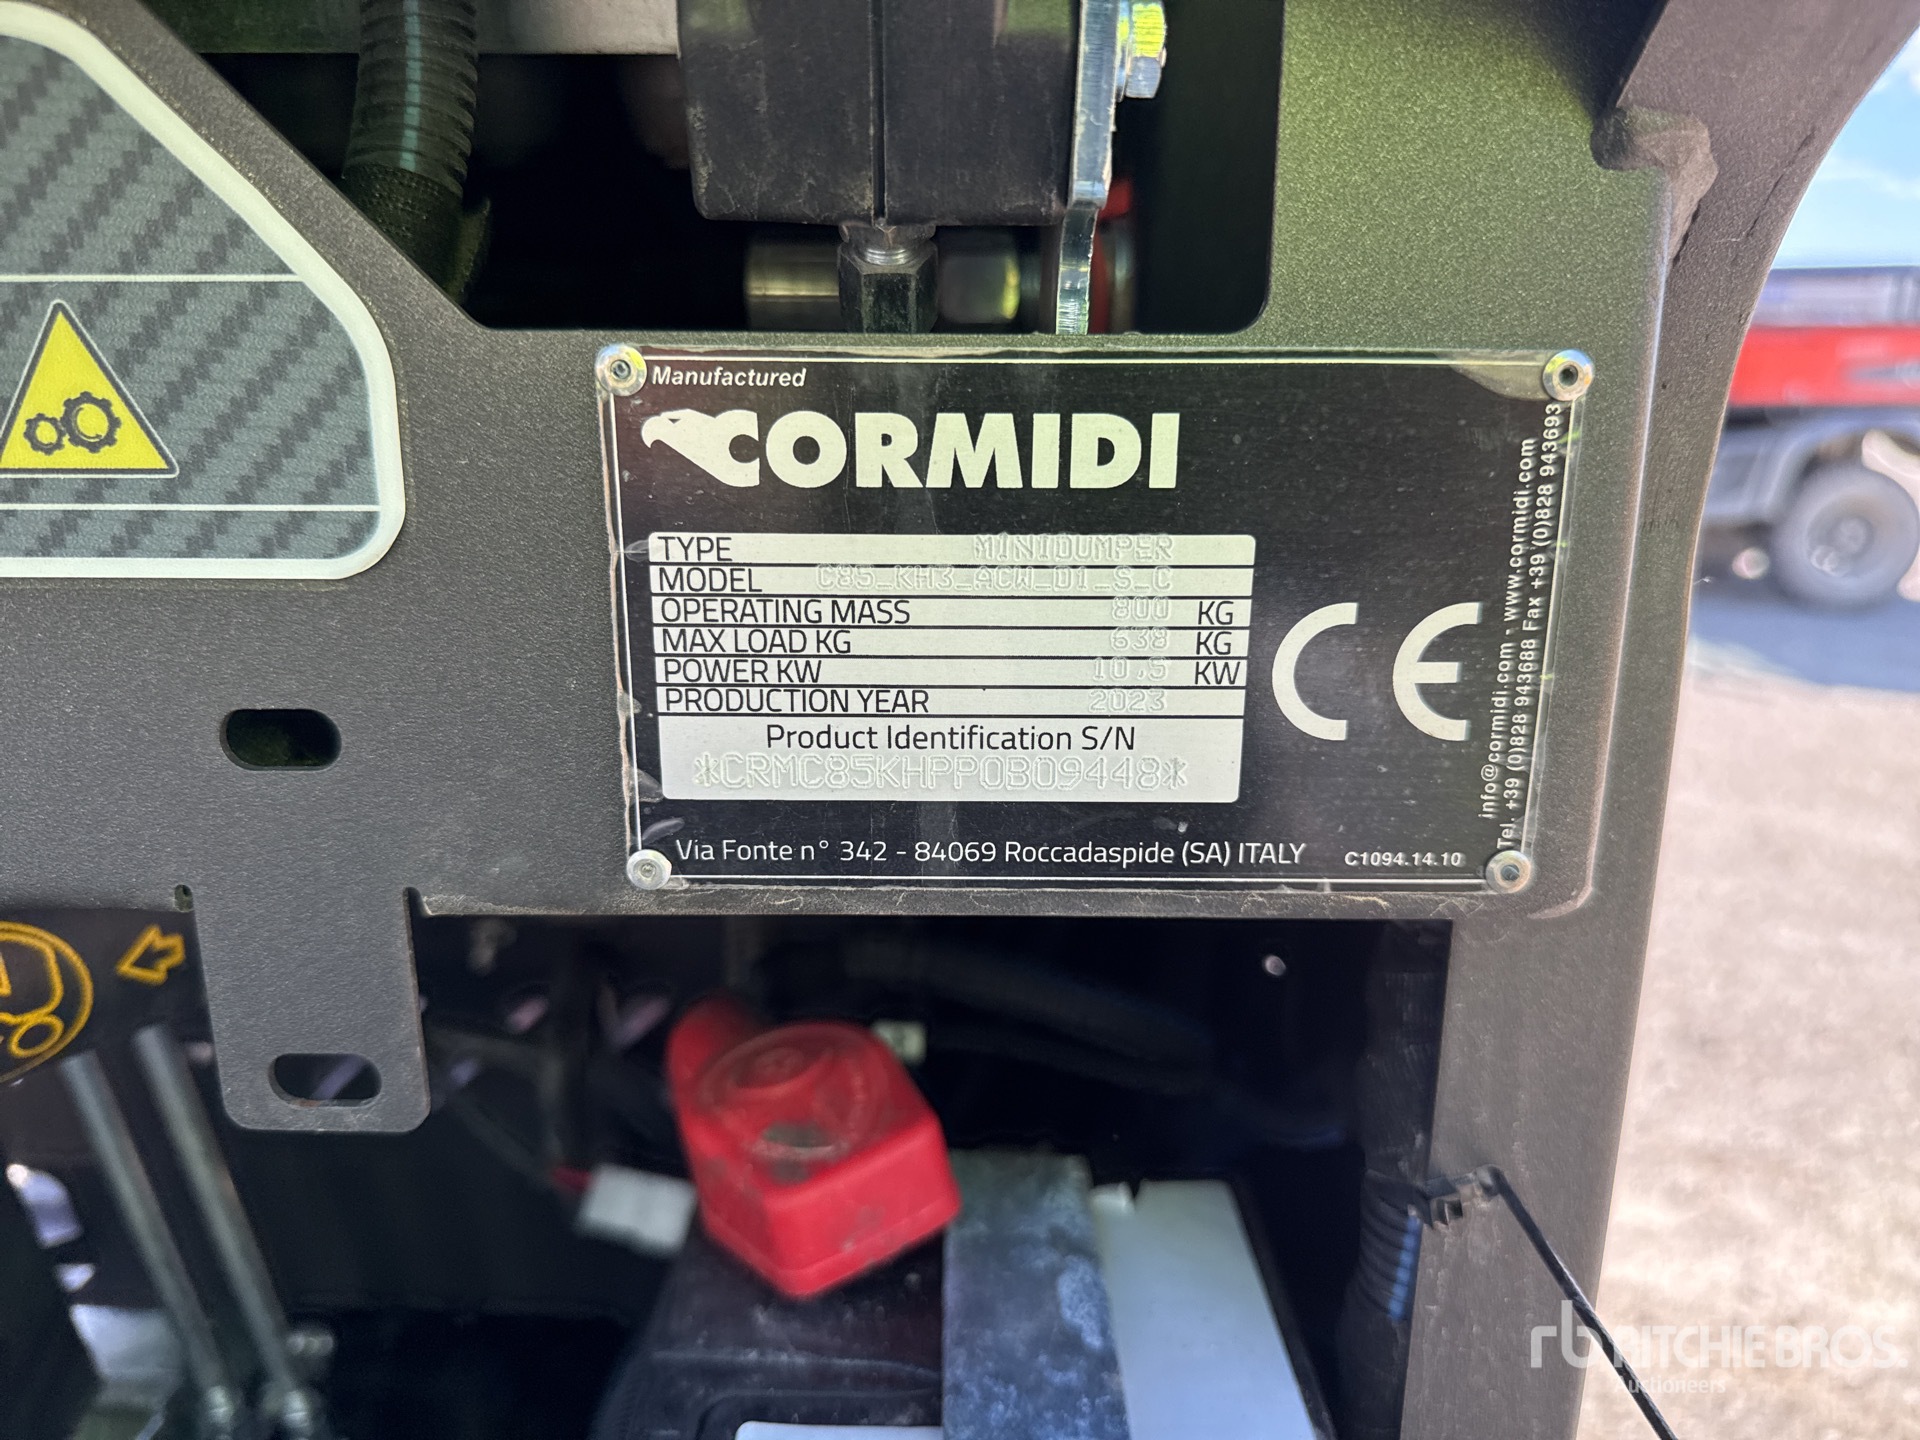 Manufactured
CORMIDI
TYPE MINIDUMPER
MODEL C85_KH3_ACW_D1_S_C
OPERATING MASS 800 KG
MAX LOAD KG 638 KG
POWER KW 10,5 KW
PRODUCTION YEAR 2023
Product Identification S/N
*CRMC85KHPP0B09448*
Via Fonte n° 342 - 84069 Roccadaspide (SA) ITALY C1094.14.10
CE
info@cormidi.com - www.cormidi.com
Tel. +39 (0)828 943688 Fax +39 (0)828 943693
rb RITCHIE BROS.
Auctioneers